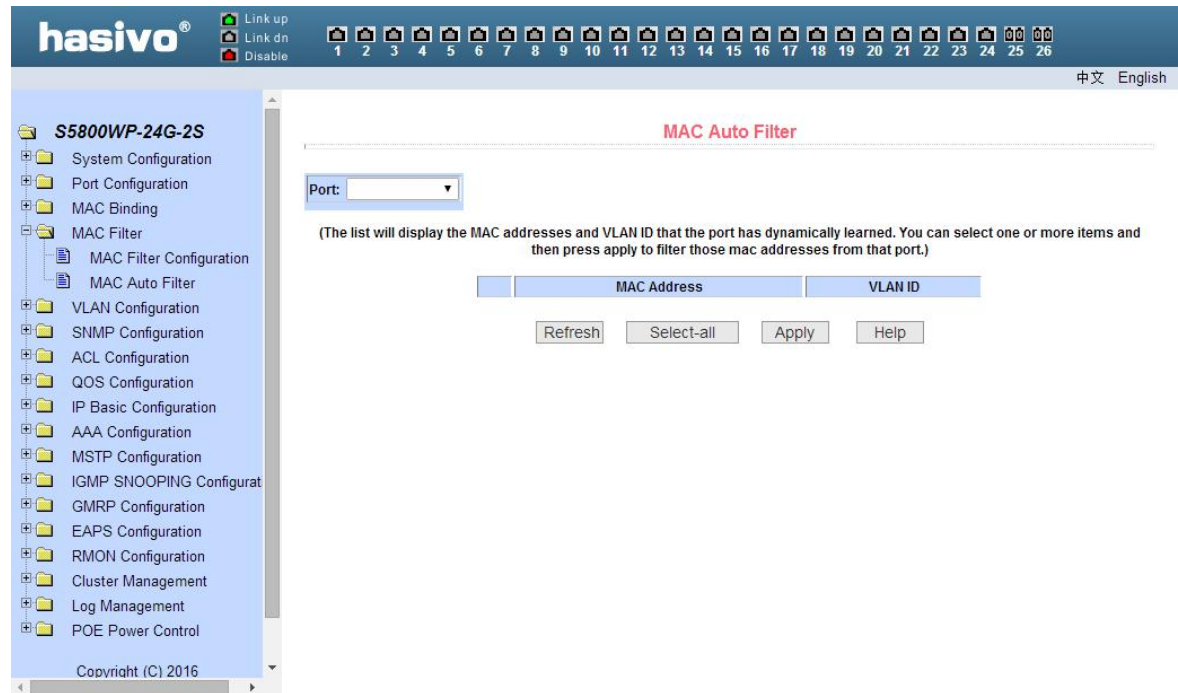 hasivo®
Link up
Link dn
Disable
1 2 3 4 5 6 7 8 9 10 11 12 13 14 15 16 17 18 19 20 21 22 23 24 25 26
中文 English
S5800WP-24G-2S
System Configuration
Port Configuration
MAC Binding
MAC Filter
MAC Filter Configuration
MAC Auto Filter
VLAN Configuration
SNMP Configuration
ACL Configuration
QOS Configuration
IP Basic Configuration
AAA Configuration
MSTP Configuration
IGMP SNOOPING Configurat
GMRP Configuration
EAPS Configuration
RMON Configuration
Cluster Management
Log Management
POE Power Control
Copyright (C) 2016
MAC Auto Filter
Port:
(The list will display the MAC addresses and VLAN ID that the port has dynamically learned. You can select one or more items and
then press apply to filter those mac addresses from that port.)
MAC Address VLAN ID
Refresh Select-all Apply Help